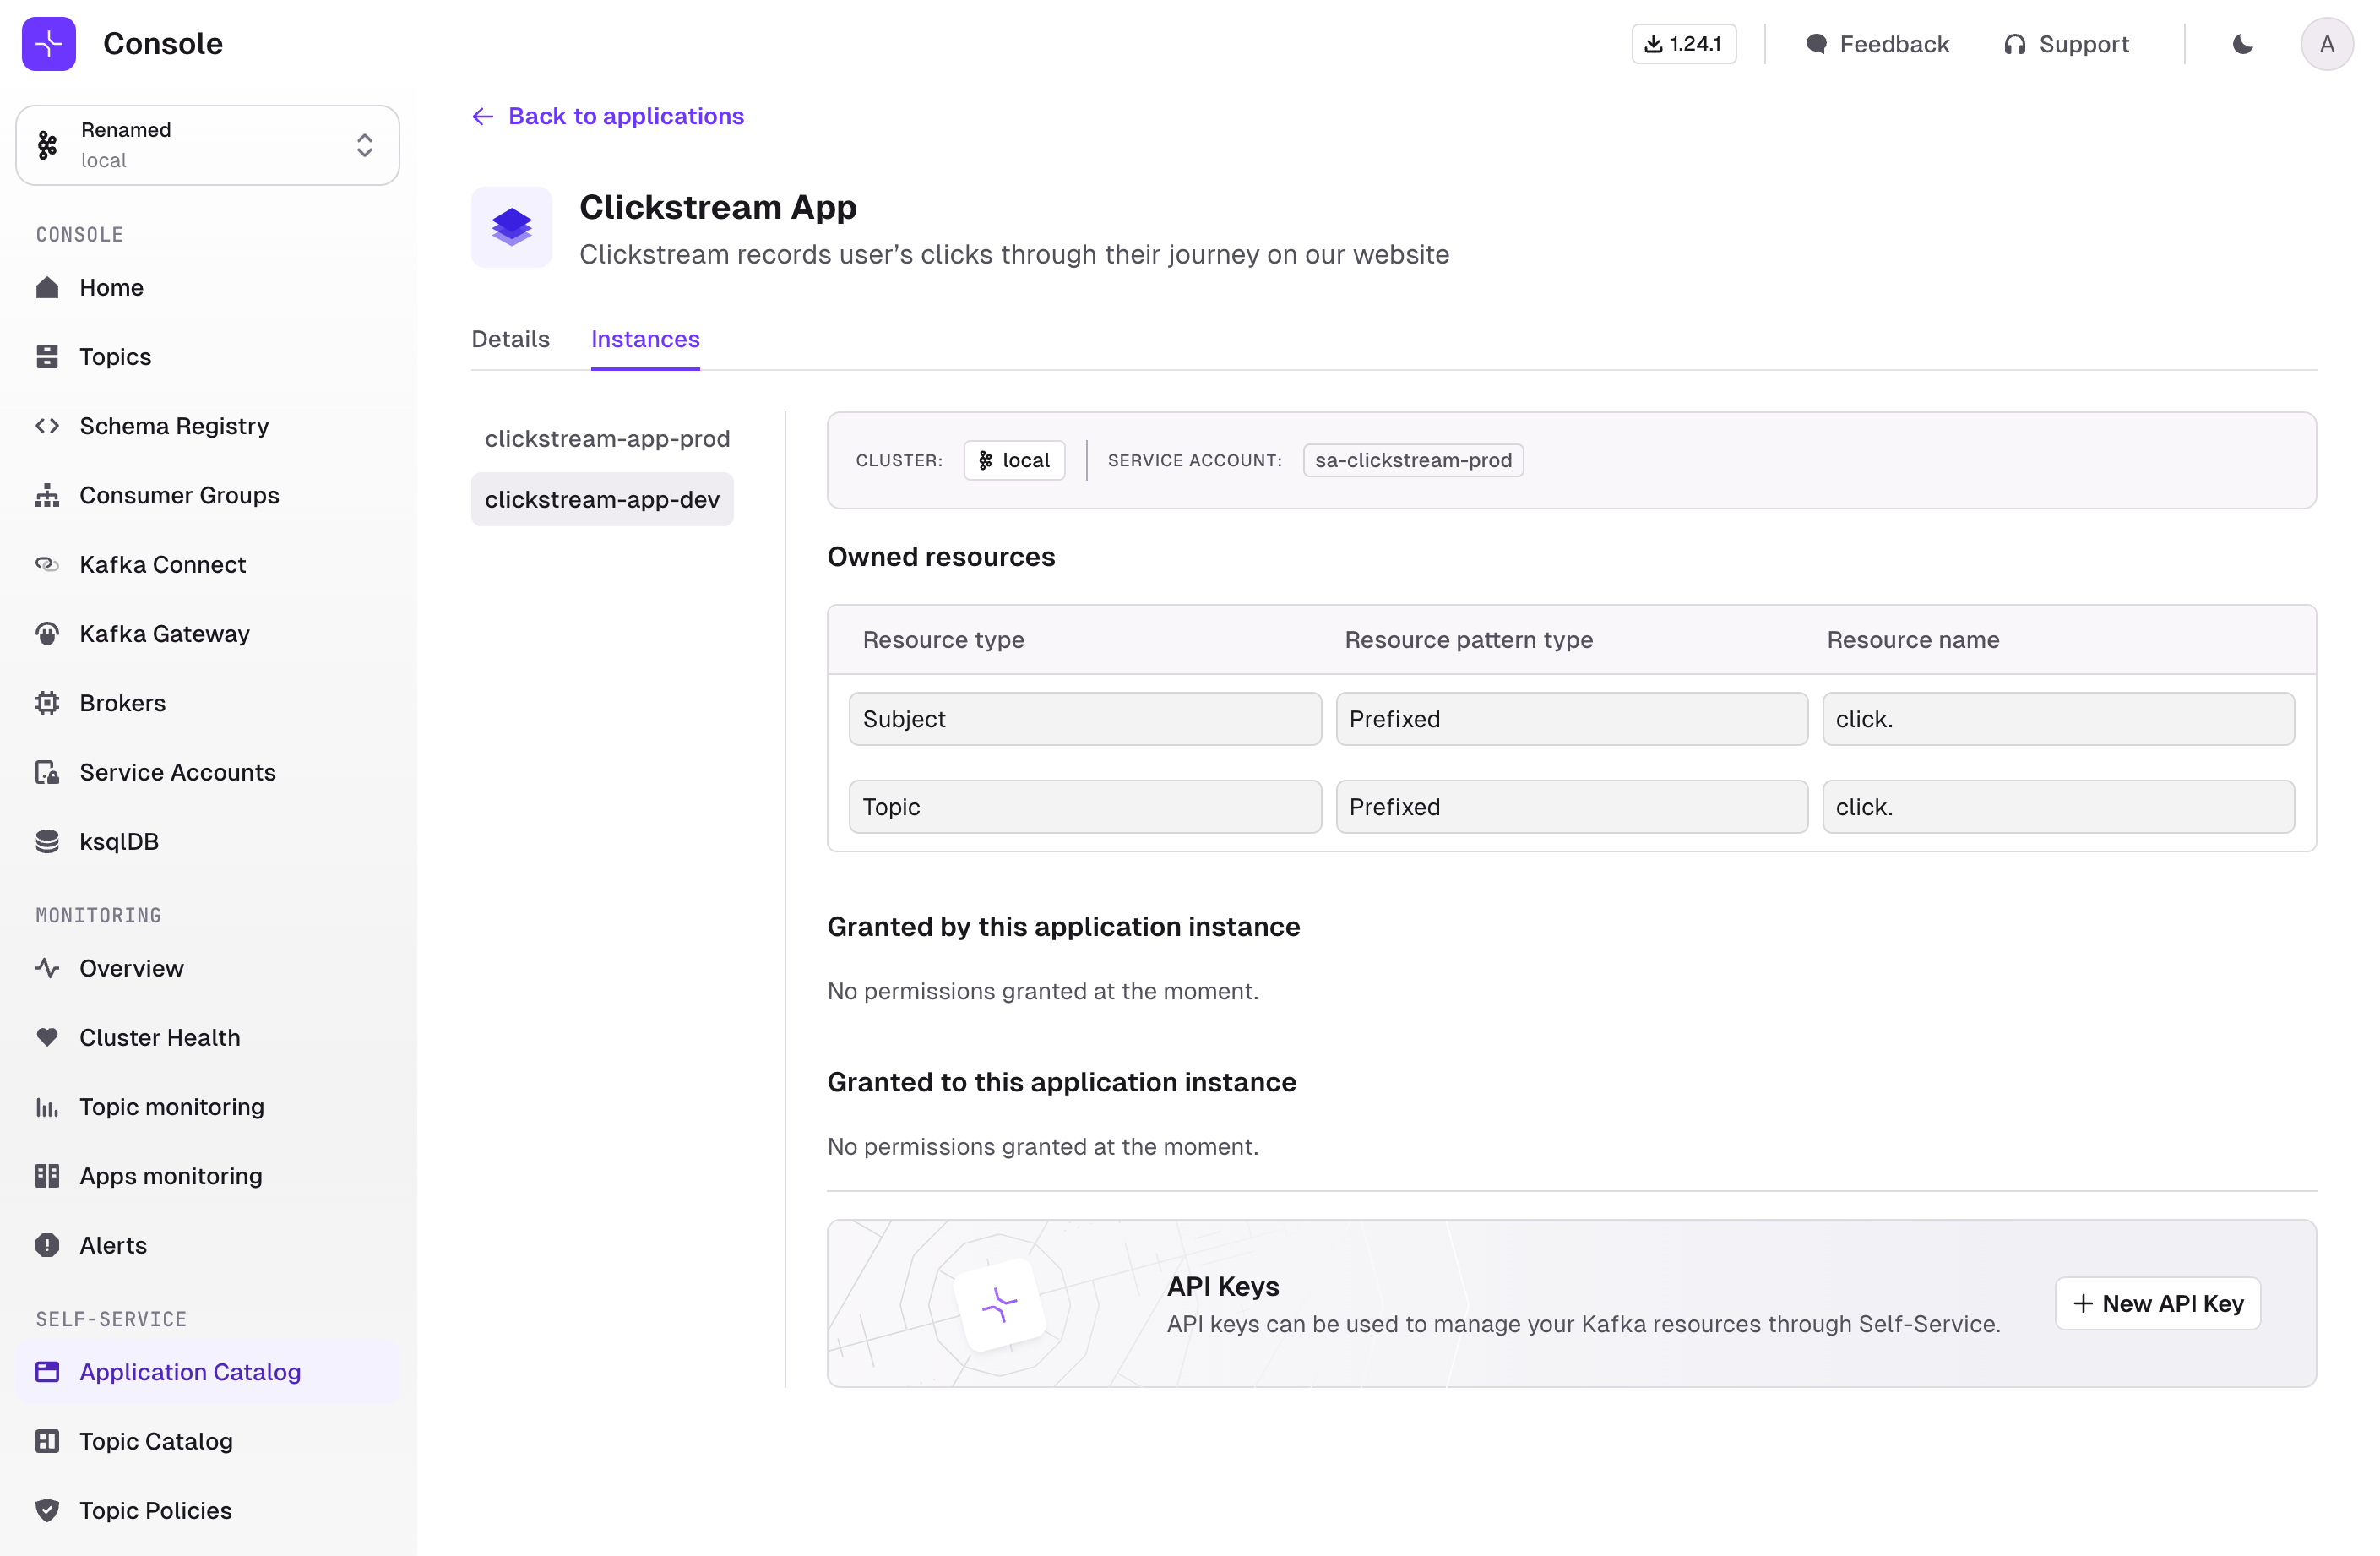 Console
1.24.1
Feedback
Support
A
Renamed
local
CONSOLE
Home
Topics
Schema Registry
Consumer Groups
Kafka Connect
Kafka Gateway
Brokers
Service Accounts
ksqlDB
MONITORING
Overview
Cluster Health
Topic monitoring
Apps monitoring
Alerts
SELF-SERVICE
Application Catalog
Topic Catalog
Topic Policies
Back to applications
Clickstream App
Clickstream records user’s clicks through their journey on our website
Details
Instances
clickstream-app-prod
clickstream-app-dev
CLUSTER: local SERVICE ACCOUNT: sa-clickstream-prod
Owned resources
Resource type Resource pattern type Resource name
Subject Prefixed click.
Topic Prefixed click.
Granted by this application instance
No permissions granted at the moment.
Granted to this application instance
No permissions granted at the moment.
API Keys
API keys can be used to manage your Kafka resources through Self-Service.
New API Key